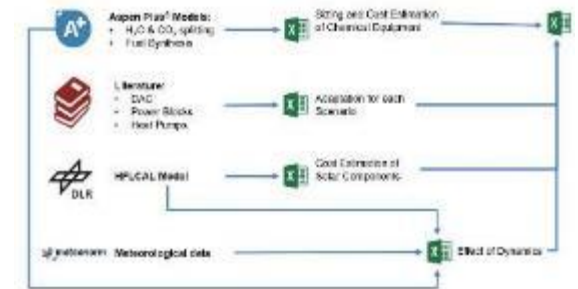 Aspen Plus® Models:
• H₂O & CO₂ splitting
• Fuel Synthesis
Sizing and Cost Estimation
of Chemical Equipment
Literature:
• DAC
• Power Blocks
• Heat Pumps
Adaptation for each
Scenario
DLR
HFLCAL Model
Cost Estimation of
Solar Components
meteonorm
Meteorological data
Effect of Dynamics